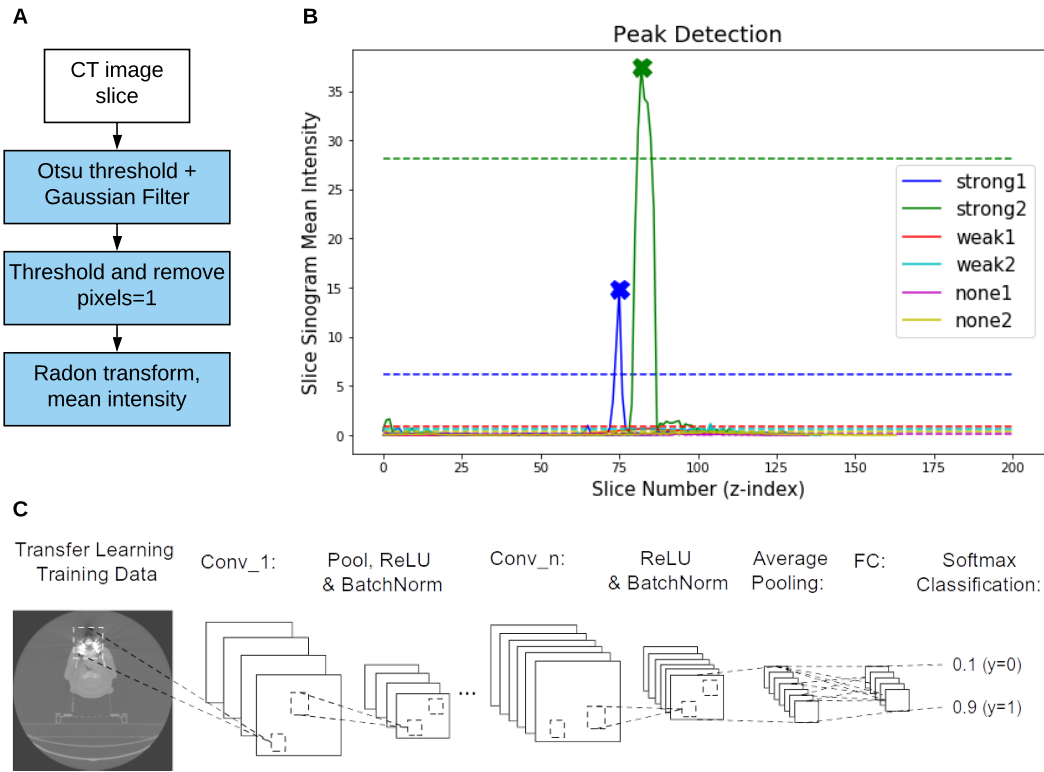 A
CT image
slice
Otsu threshold +
Gaussian Filter
Threshold and remove
pixels=1
Radon transform,
mean intensity
B
Peak Detection
Slice Sinogram Mean Intensity
35
30
25
20
15
10
5
0
0
25
50
75
100
125
150
175
200
Slice Number (z-index)
strong1
strong2
weak1
weak2
none1
none2
C
Transfer Learning
Training Data
Conv_1:
Pool, ReLU
& BatchNorm
Conv_n:
ReLU
& BatchNorm
Average
Pooling:
FC:
Softmax
Classification:
...
0.1 (y=0)
0.9 (y=1)